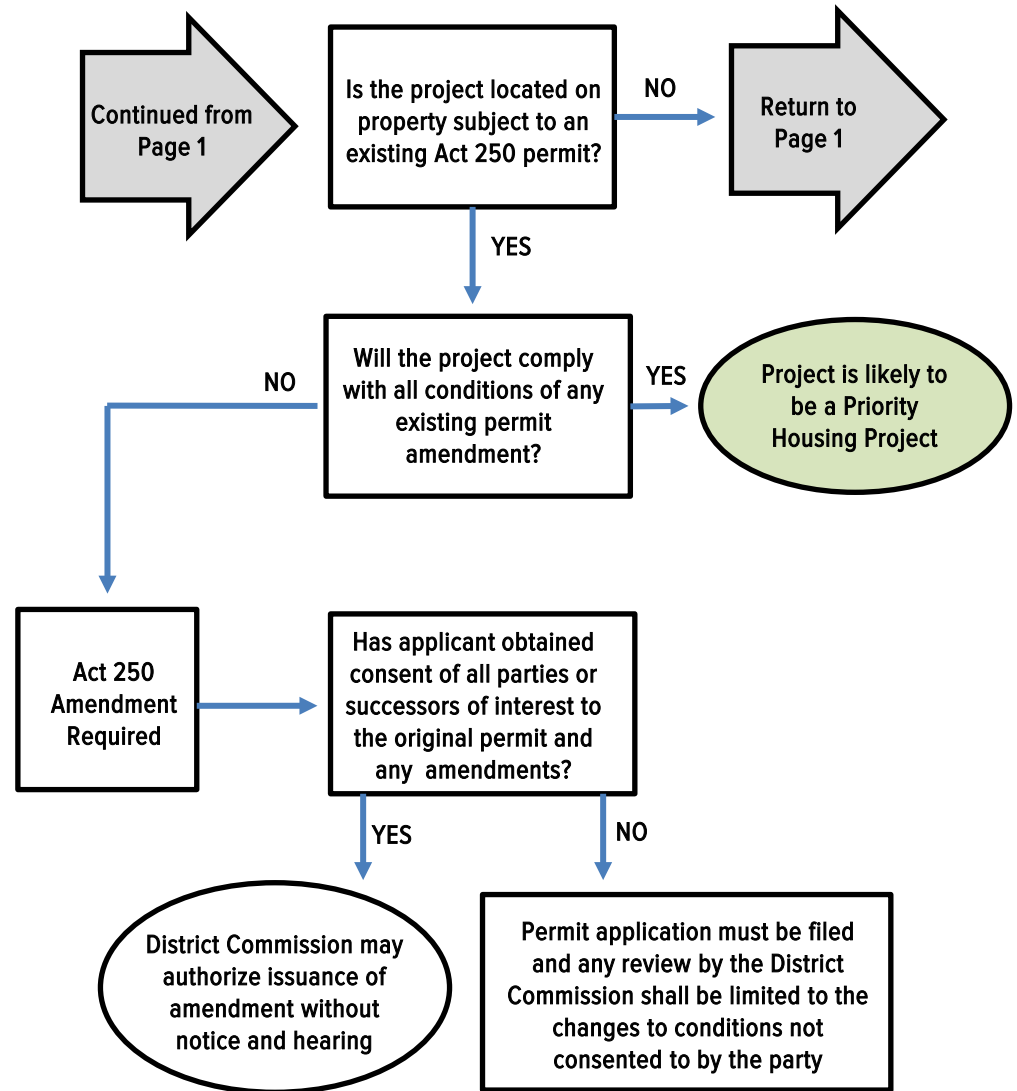 Continued from
Page 1
Is the project located on
property subject to an
existing Act 250 permit?
NO
Return to
Page 1
YES
Will the project comply
with all conditions of any
existing permit
amendment?
NO
YES
Project is likely to
be a Priority
Housing Project
Act 250
Amendment
Required
Has applicant obtained
consent of all parties or
successors of interest to
the original permit and
any amendments?
YES
NO
District Commission may
authorize issuance of
amendment without
notice and hearing
Permit application must be filed
and any review by the District
Commission shall be limited to the
changes to conditions not
consented to by the party